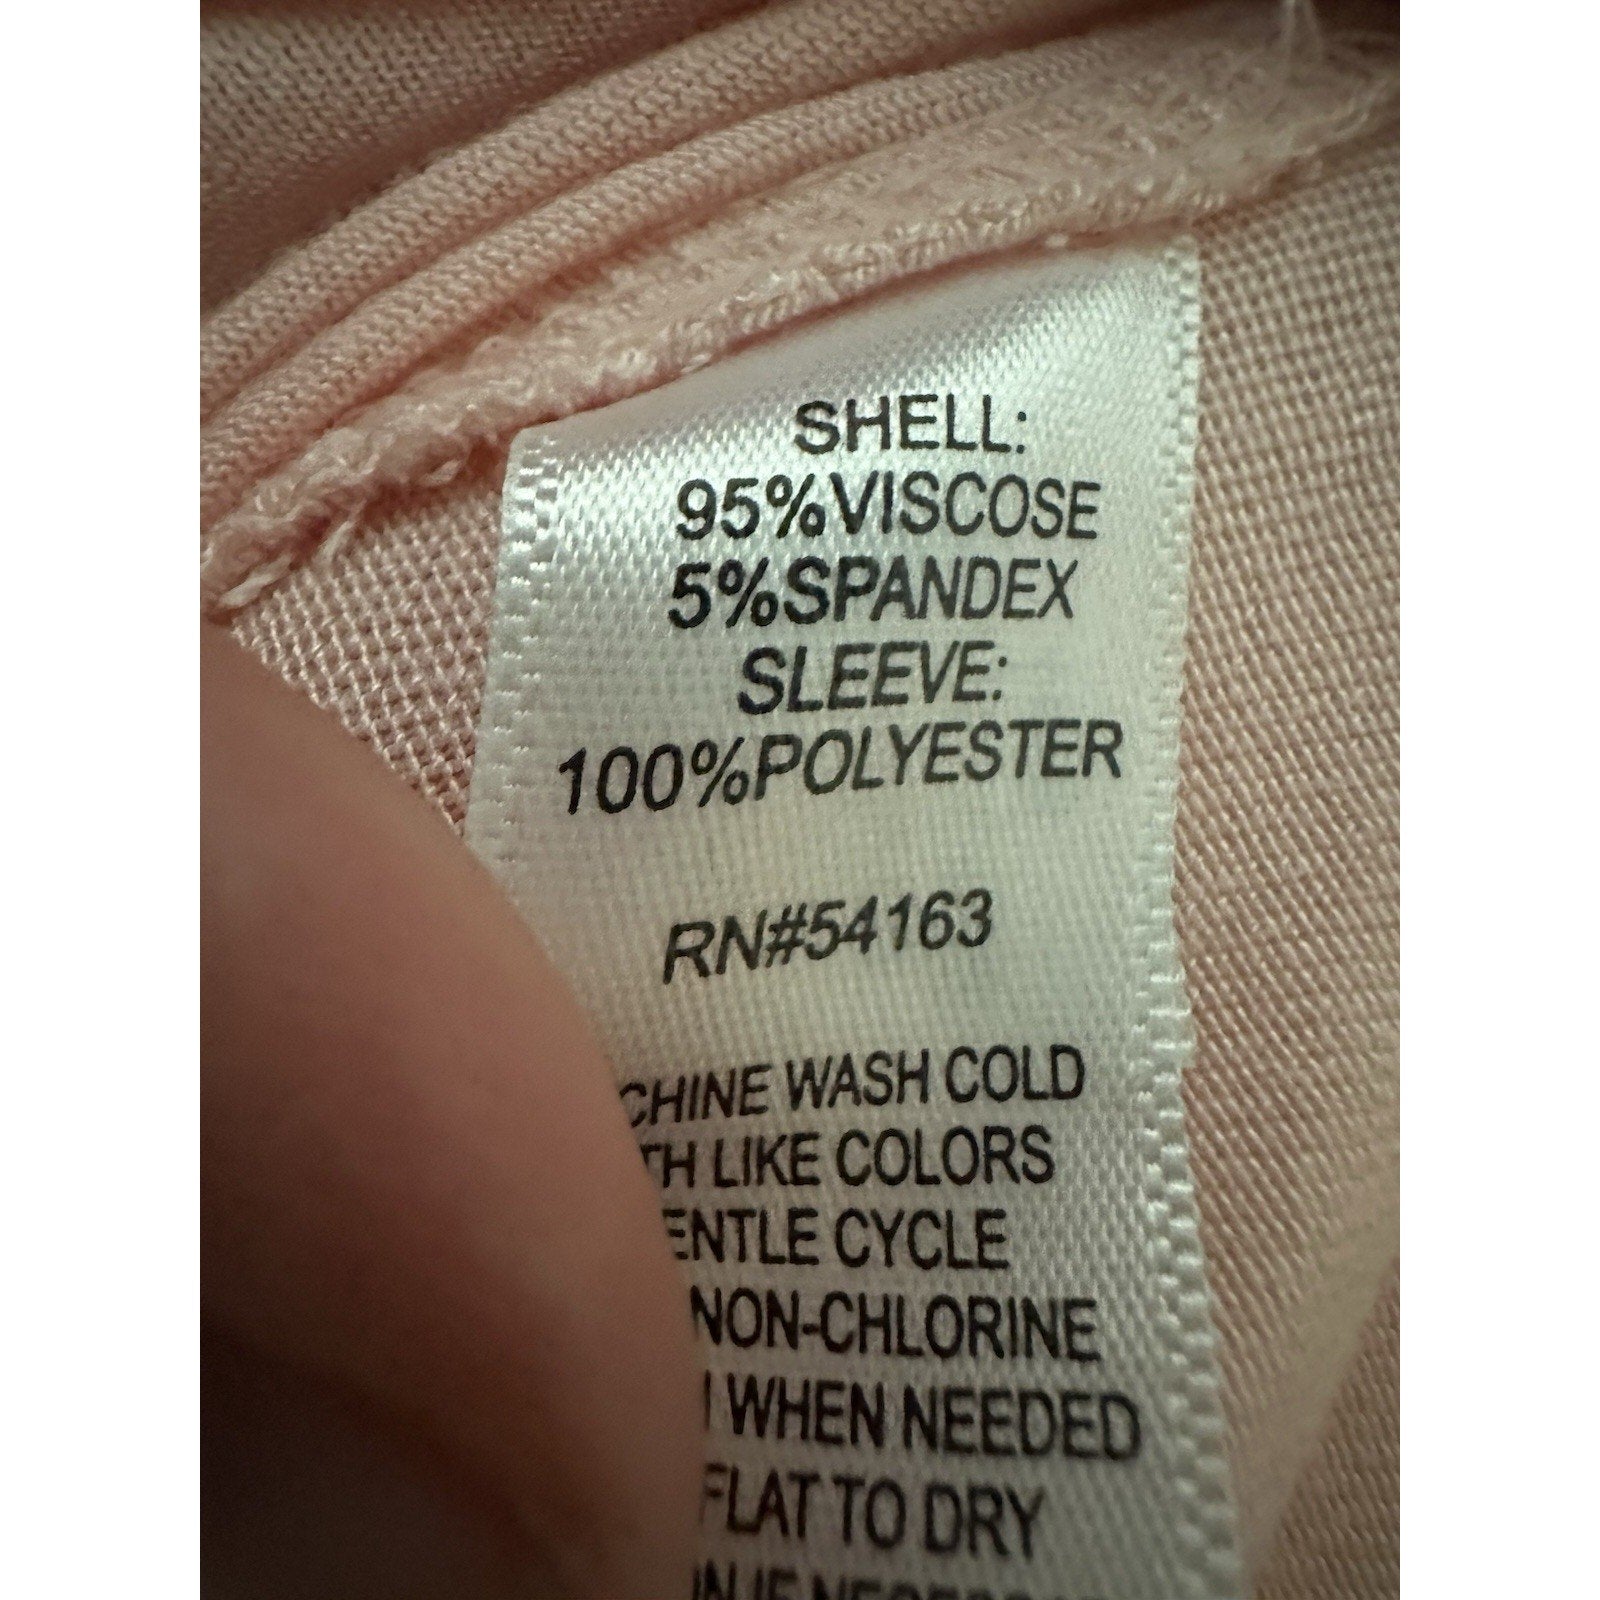 SHELL:
95%VISCOSE
5%SPANDEX
SLEEVE:
100%POLYESTER
RN#54163
CHINE WASH COLD
TH LIKE COLORS
ENTLE CYCLE
NON-CHLORINE
WHEN NEEDED
FLAT TO DRY